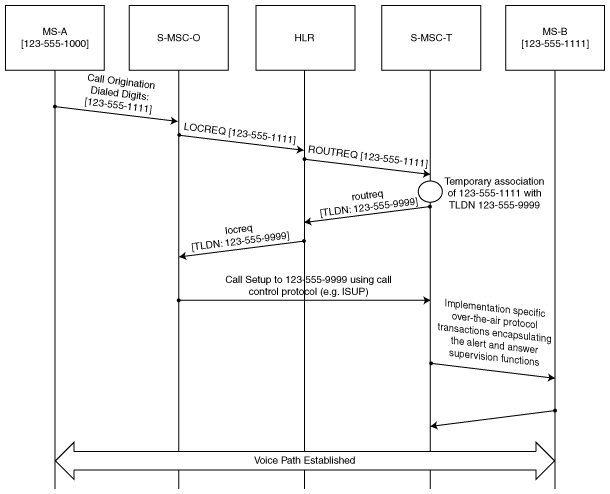 MS-A
[123-555-1000]
S-MSC-O
HLR
S-MSC-T
MS-B
[123-555-1111]
Call Origination
Dialed Digits:
[123-555-1111]
LOCREQ [123-555-1111]
ROUTREQ [123-555-1111]
Temporary association
of 123-555-1111 with
TLDN 123-555-9999
routreq
[TLDN: 123-555-9999]
locreq
[TLDN: 123-555-9999]
Call Setup to 123-555-9999 using call
control protocol (e.g. ISUP)
Implementation specific
over-the-air protocol
transactions encapsulating
the alert and answer
supervision functions
Voice Path Established